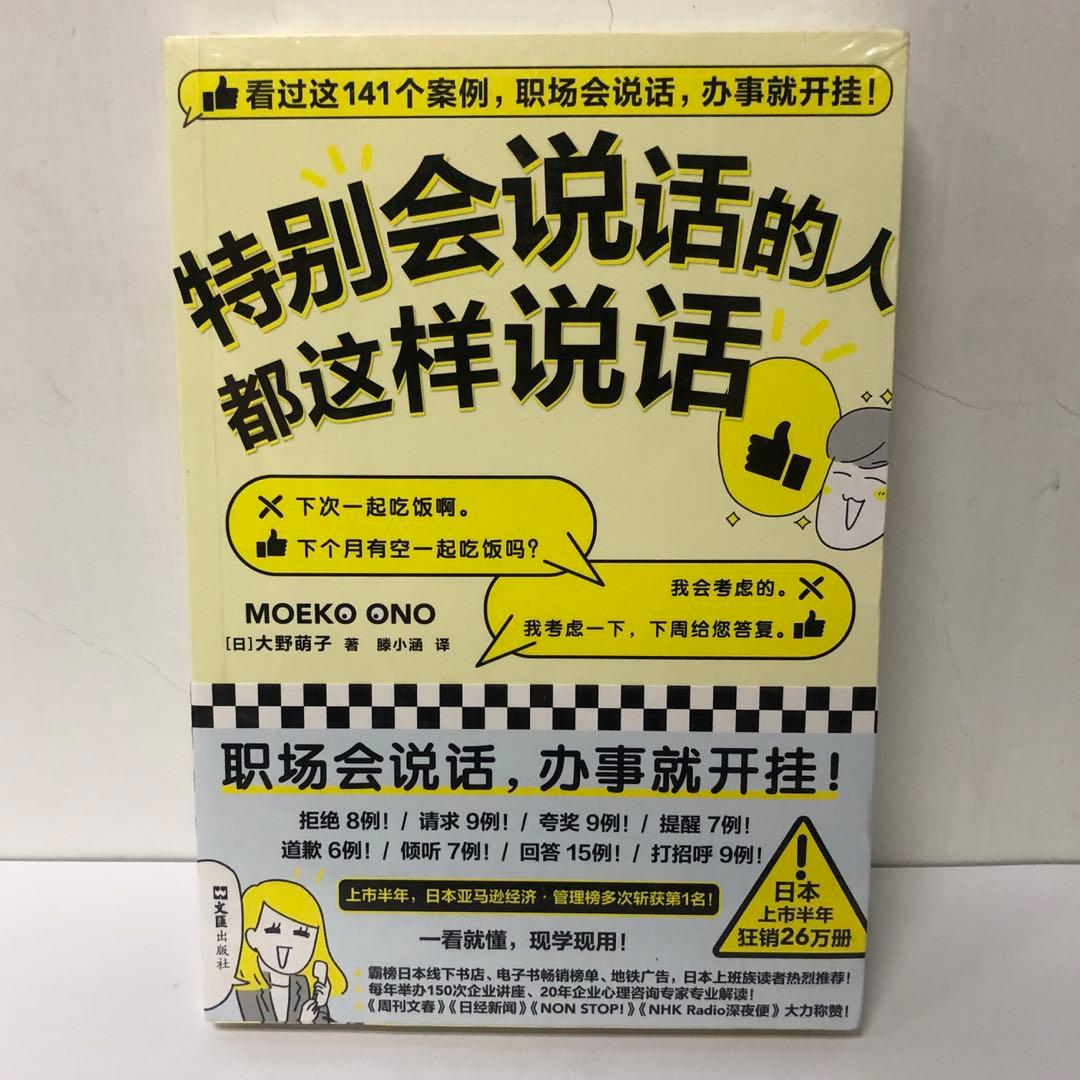 看过这141个案例，职场会说话，办事就开挂！
特别会说话的人
都这样说话
下次一起吃饭啊。
下个月有空一起吃饭吗？
我会考虑的。
我考虑一下，下周给您答复。
MOEKO ONO
[日]大野萌子 著 滕小涵 译
职场会说话，办事就开挂！
拒绝 8例！/ 请求 9例！/ 夸奖 9例！/ 提醒 7例！
道歉 6例！/ 倾听 7例！/ 回答 15例！/ 打招呼 9例！
上市半年，日本亚马逊经济·管理榜多次斩获第1名！
一看就懂，现学现用！
日本
上市半年
狂销26万册
文匯出版社
霸榜日本线下书店、电子书畅销榜单、地铁广告，日本上班族读者热烈推荐！
每年举办150次企业讲座、20年企业心理咨询专家专业解读！
《周刊文春》《日经新闻》《NON STOP！》《NHK Radio深夜便》大力称赞！